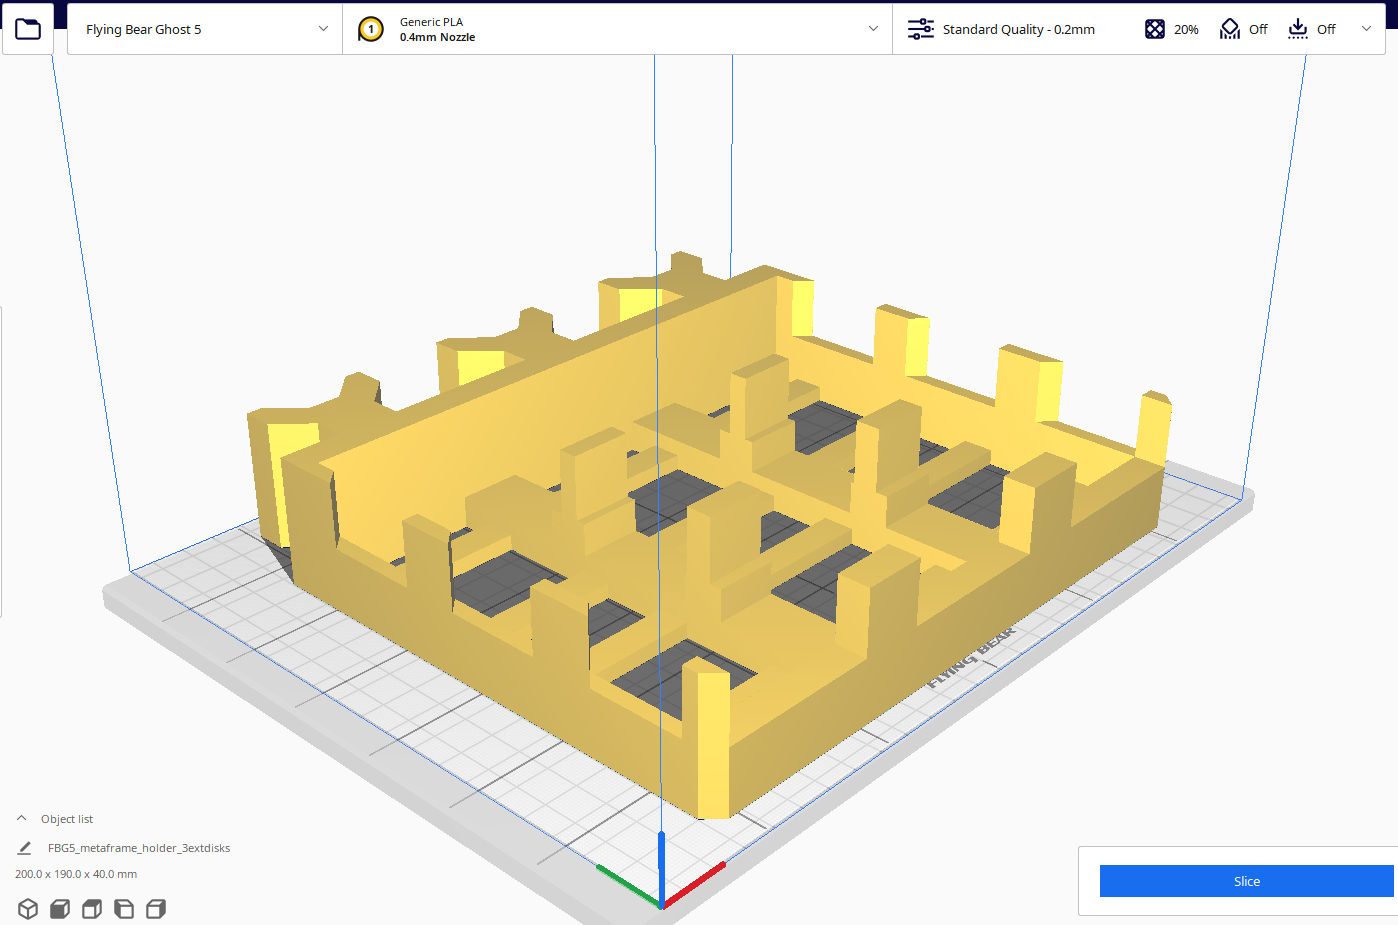 Flying Bear Ghost 5
1
Generic PLA
0.4mm Nozzle
Standard Quality - 0.2mm
20%
Off
Off
FLYING BEAR
Object list
FBG5_metaframe_holder_3extdisks
200.0 x 190.0 x 40.0 mm
Slice